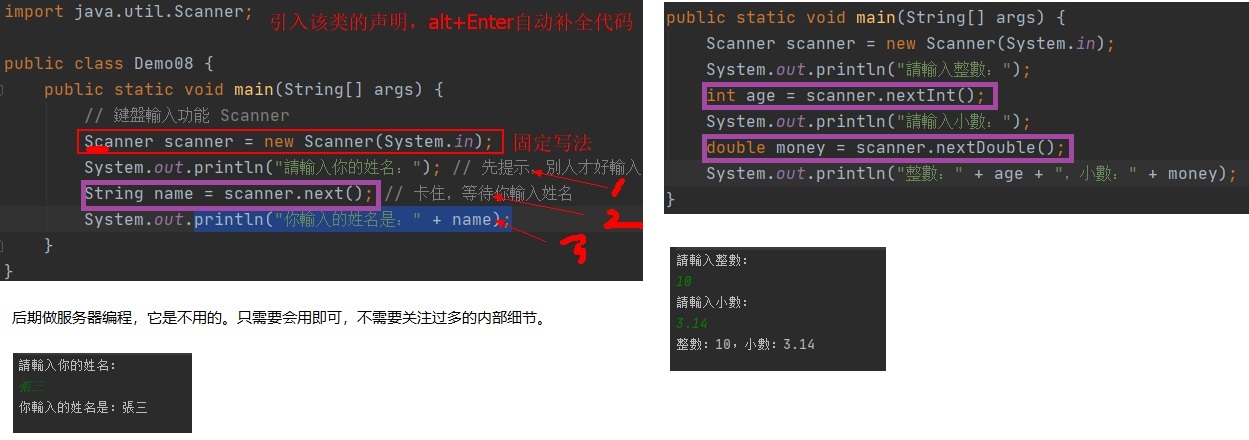 import java.util.Scanner;
引入该类的声明，alt+Enter自动补全代码
public class Demo08 {
public static void main(String[] args) {
// 鍵盤輸入功能 Scanner
Scanner scanner = new Scanner(System.in);
固定写法
System.out.println("請輸入你的姓名："); // 先提示，別人才好輸入
1
String name = scanner.next(); // 卡住，等待你輸入姓名
2
System.out.println("你輸入的姓名是：" + name);
3
}
}
后期做服务器编程，它是不用的。只需要会用即可，不需要关注过多的内部细节。
請輸入你的姓名：
張三
你輸入的姓名是：張三
public static void main(String[] args) {
Scanner scanner = new Scanner(System.in);
System.out.println("請輸入整數：");
int age = scanner.nextInt();
System.out.println("請輸入小數：");
double money = scanner.nextDouble();
System.out.println("整數：" + age + "，小數：" + money);
}
請輸入整數：
10
請輸入小數：
3.14
整數：10，小數：3.14